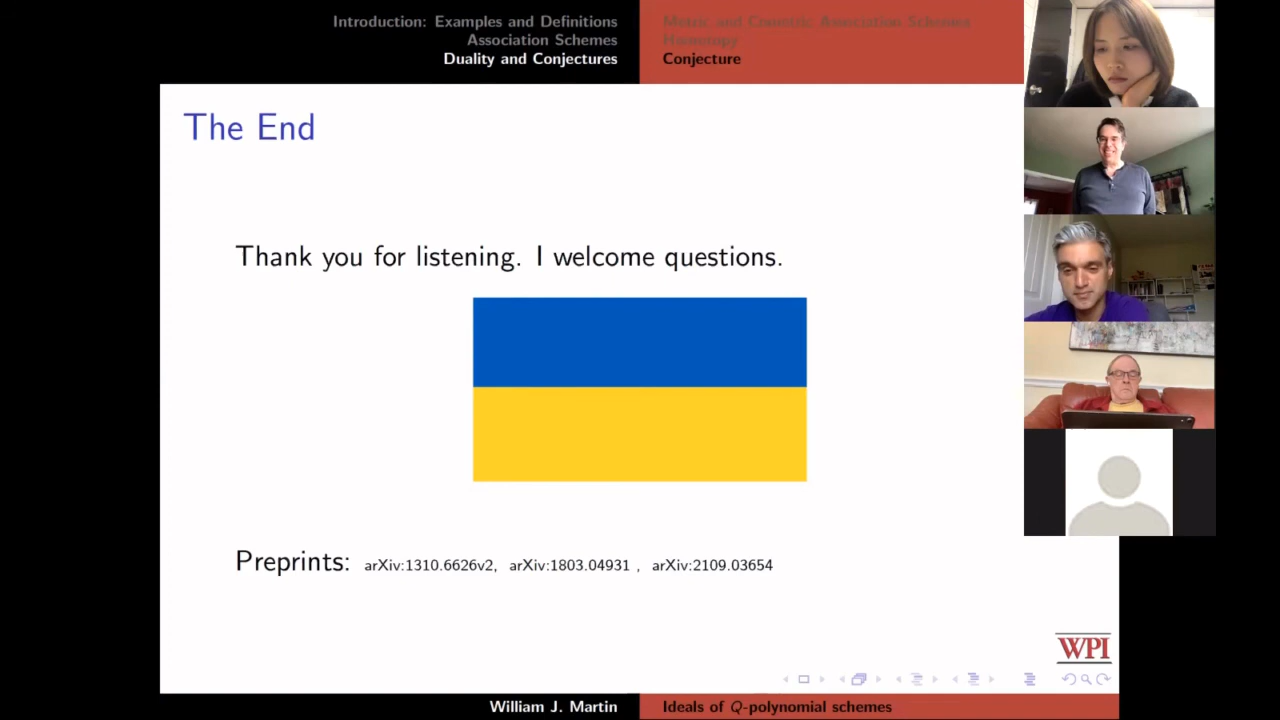 Introduction: Examples and Definitions
Association Schemes
Duality and Conjectures
Metric and Cometric Association Schemes
Homotopy
Conjecture
The End
Thank you for listening. I welcome questions.
Preprints: arXiv:1310.6626v2, arXiv:1803.04931 , arXiv:2109.03654
WPI
William J. Martin
Ideals of Q-polynomial schemes